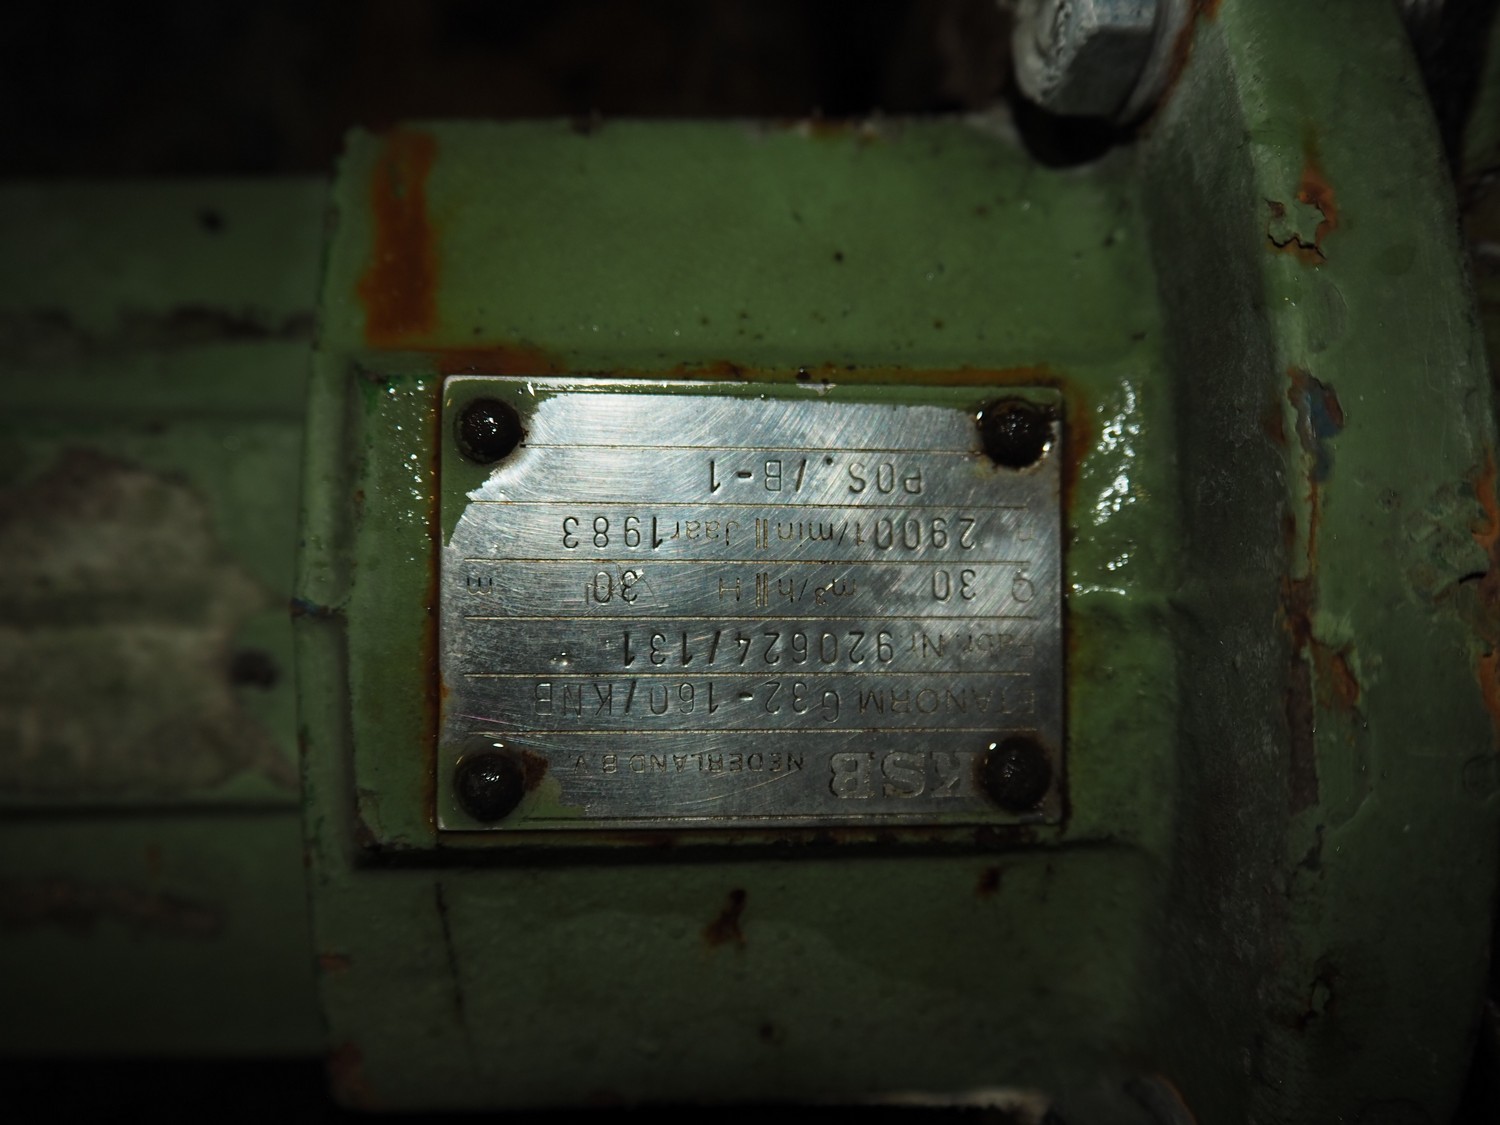 KSB NEDERLAND B.V.
ETANORM G32-160/KNB
Fabr. Nr 920624/131
Q 30 m³/h H 30 m
n 2900 1/min Jaar 1983
POS. /B-1